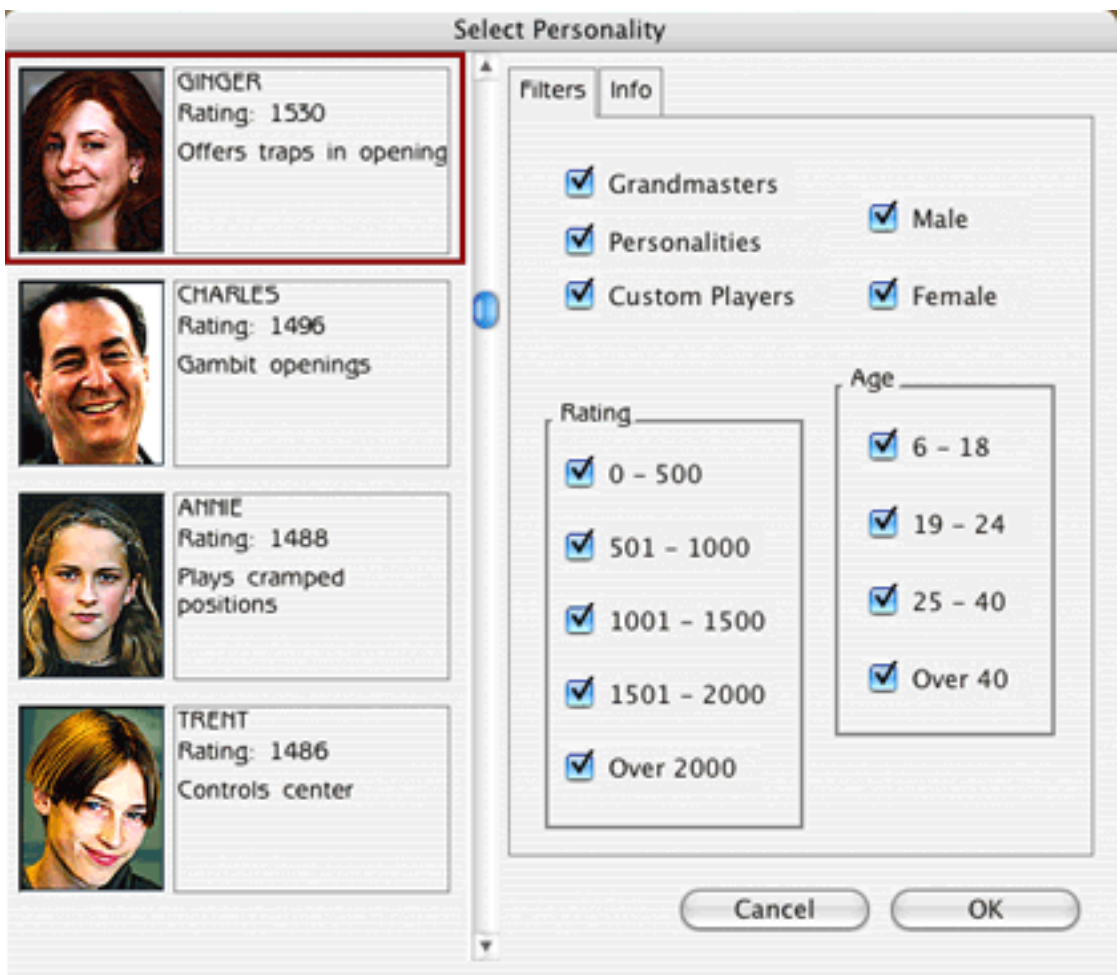 Select Personality
GINGER
Rating: 1530
Offers traps in opening
CHARLES
Rating: 1496
Gambit openings
ANNIE
Rating: 1488
Plays cramped
positions
TRENT
Rating: 1486
Controls center
Filters
Info
Grandmasters
Personalities
Custom Players
Male
Female
Rating
0 – 500
501 – 1000
1001 – 1500
1501 – 2000
Over 2000
Age
6 – 18
19 – 24
25 – 40
Over 40
Cancel
OK